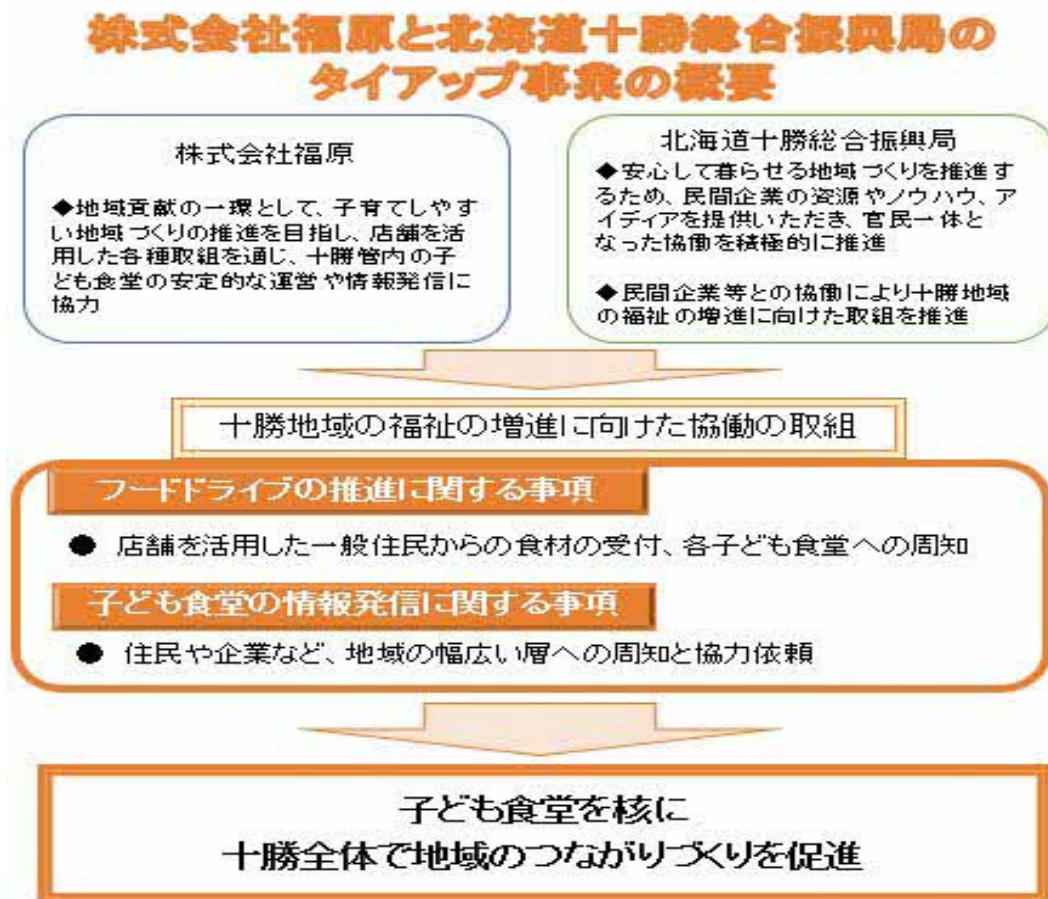 株式会社福原と北海道十勝総合振興局の
タイアップ事業の概要
株式会社福原
◆地域貢献の一環として、子育てしやす
い地域づくりの推進を目指し、店舗を活
用した各種取組を通じ、十勝管内の子
ども食堂の安定的な運営や情報発信に
協力
北海道十勝総合振興局
◆安心して暮らせる地域づくりを推進す
るため、民間企業の資源やノウハウ、ア
イディアを提供いただき、官民一体と
なった協働を積極的に推進
◆民間企業等との協働により十勝地域
の福祉の増進に向けた取組を推進
十勝地域の福祉の増進に向けた協働の取組
フードドライブの推進に関する事項
● 店舗を活用した一般住民からの食材の受付、各子ども食堂への周知
子ども食堂の情報発信に関する事項
● 住民や企業など、地域の幅広い層への周知と協力依頼
子ども食堂を核に
十勝全体で地域のつながりづくりを促進